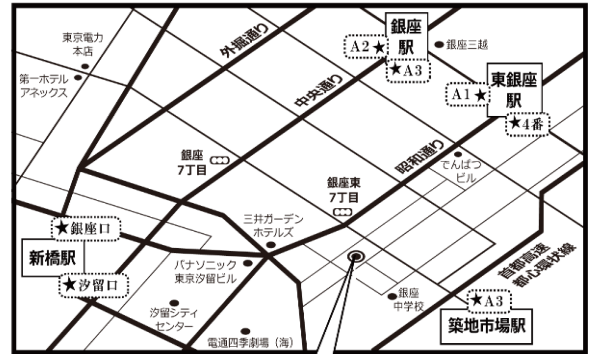 銀座
駅
A2★
★A3
銀座三越
東京電力
本店
第一ホテル
アネックス
外掘通り
中央通り
昭和通り
A1★
東銀座
駅
★4番
でんぱつ
ビル
銀座
7丁目
銀座東
7丁目
三井ガーデン
ホテルズ
★銀座口
新橋駅
★汐留口
パナソニック
東京汐留ビル
汐留シティ
センター
電通四季劇場（海）
銀座
中学校
首都高速
都心環状線
★A3
築地市場駅